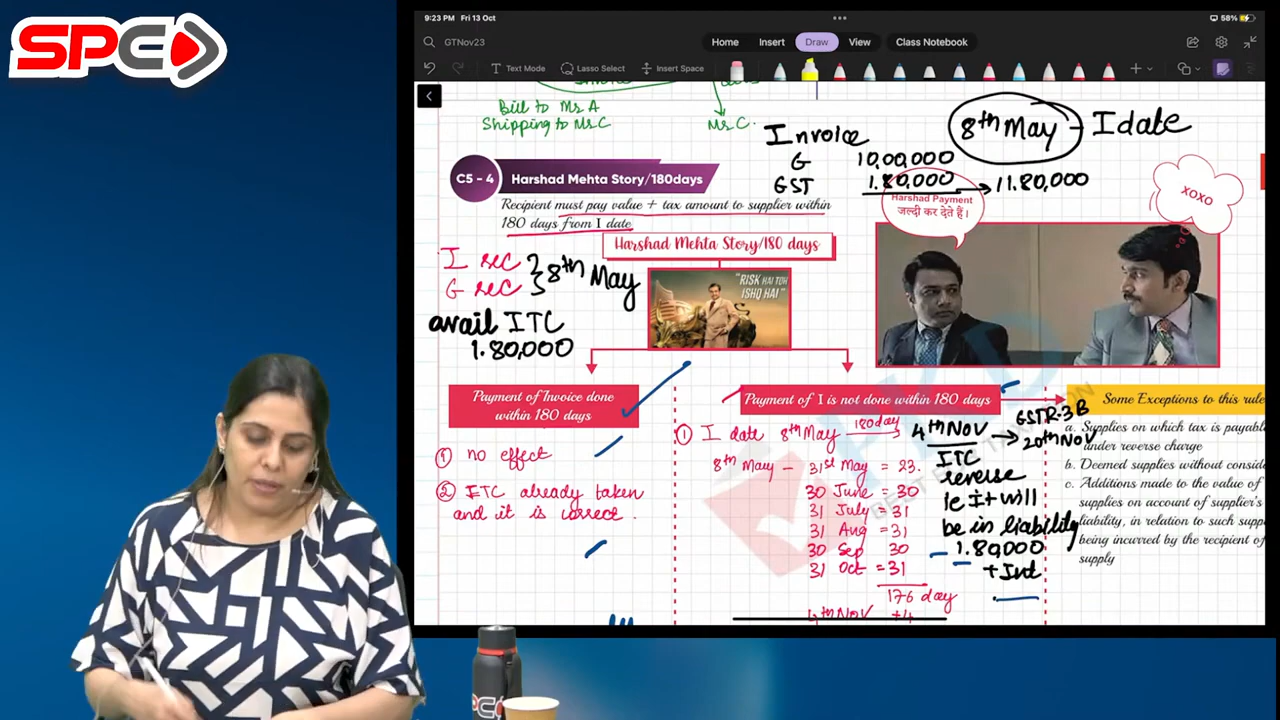 SPC
9:23 PM Fri 13 Oct
58%
GTNov23
Home Insert Draw View Class Notebook
Text Mode Lasso Select Insert Space
Bill to Mr A
Shipping to Mr C
Mr C.
Invoice
G 10,00,000
GST 1.80,000 → 11.80,000
8th May - I date
C5 - 4 Harshad Mehta Story/180days
Recipient must pay value + tax amount to supplier within
180 days from I date
Harshad Payment
जल्दी कर देते हैं।
XOXO
Harshad Mehta Story/180 days
I rec
G rec } 8th May
avail ITC
1.80,000
"RISK HAI TOH
ISHQ HAI"
Payment of Invoice done
within 180 days
① no effect
② ITC already taken
and it is correct.
Payment of I is not done within 180 days
① I date 8th May 180day → 4th Nov → GSTR-3B
20th Nov
8th May - 31st May = 23.
30 June = 30
31 July = 31
31 Aug = 31
30 Sep 30
31 Oct = 31
176 day
4th Nov +4
ITC
reverse
ie it will
be in liability
1.80,000
+ Int
Some Exceptions to this rule
a. Supplies on which tax is payab
under reverse charge
b. Deemed supplies without consid
c. Additions made to the value of
supplies on account of supplier's
liability, in relation to such supp
being incurred by the recipient of
supply
SPC